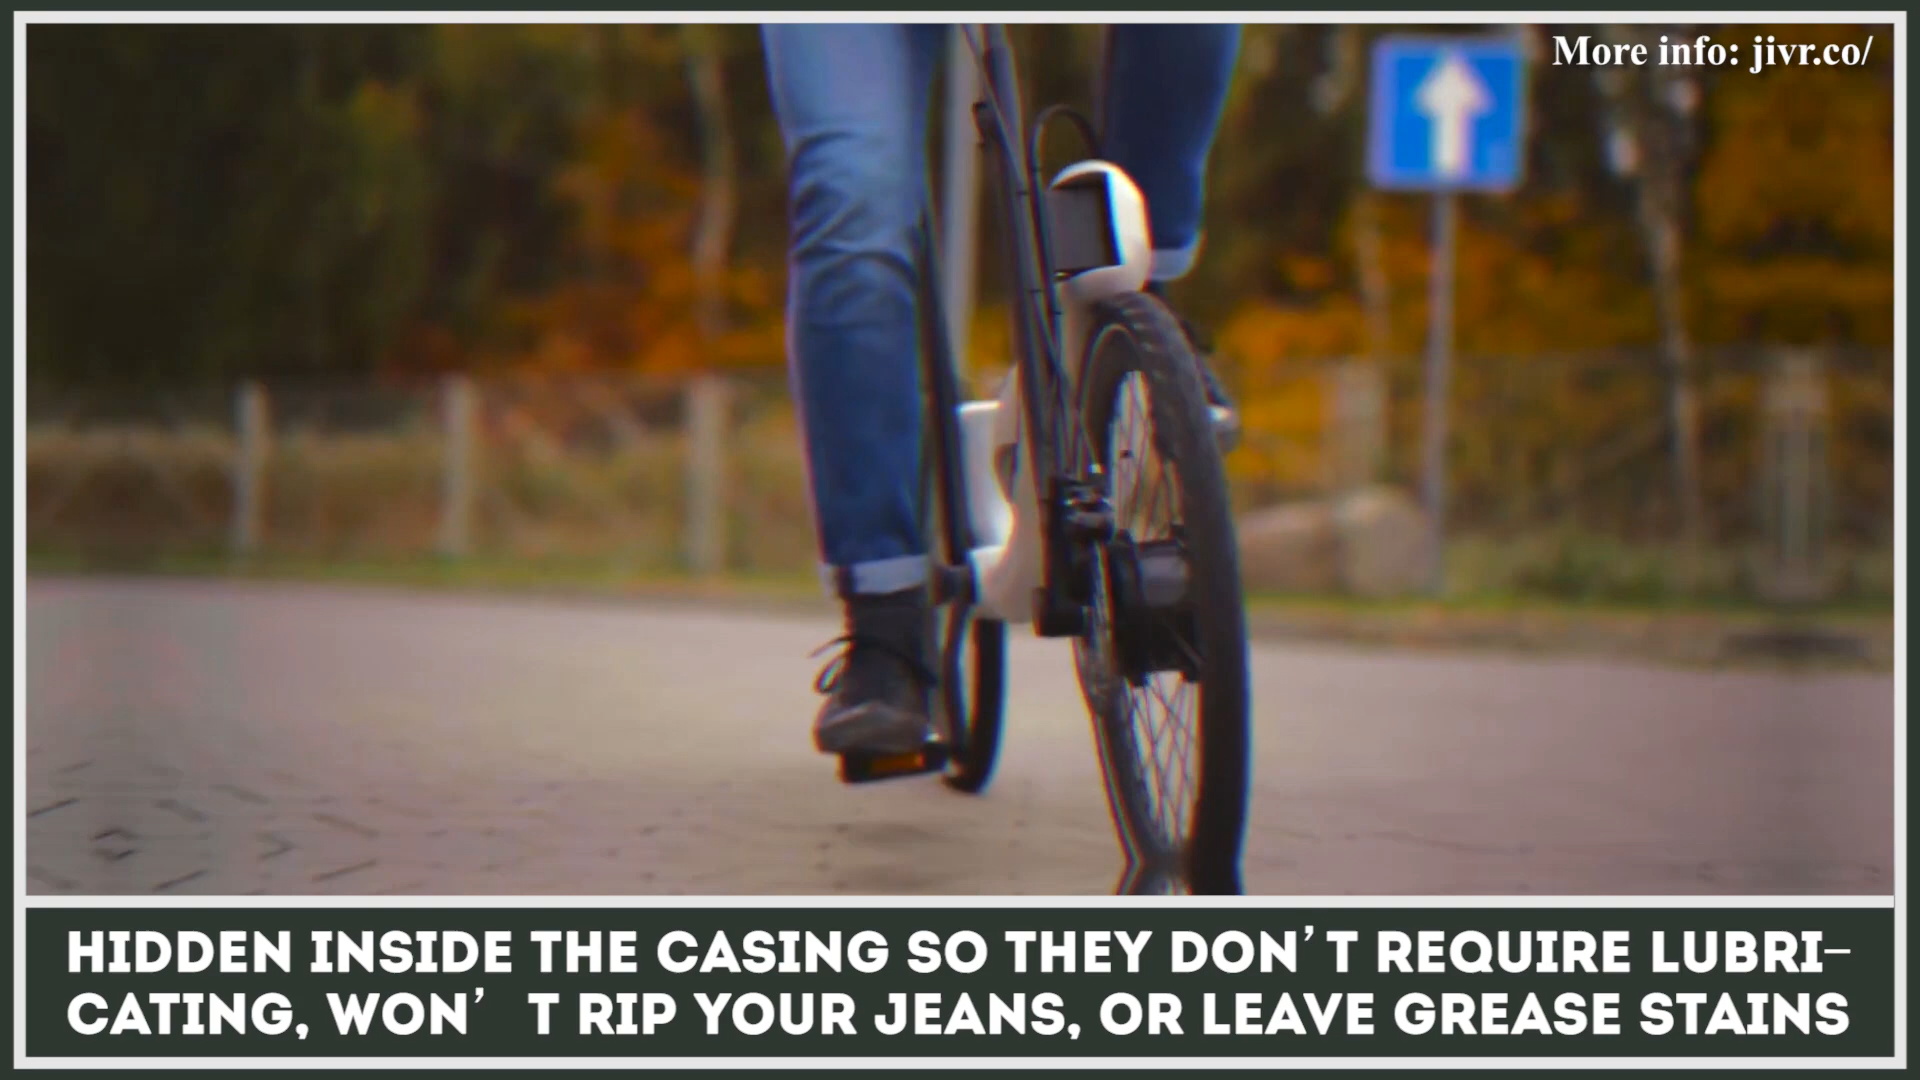 More info: jivr.co/
HIDDEN INSIDE THE CASING SO THEY DON’T REQUIRE LUBRI–
CATING, WON’ T RIP YOUR JEANS, OR LEAVE GREASE STAINS